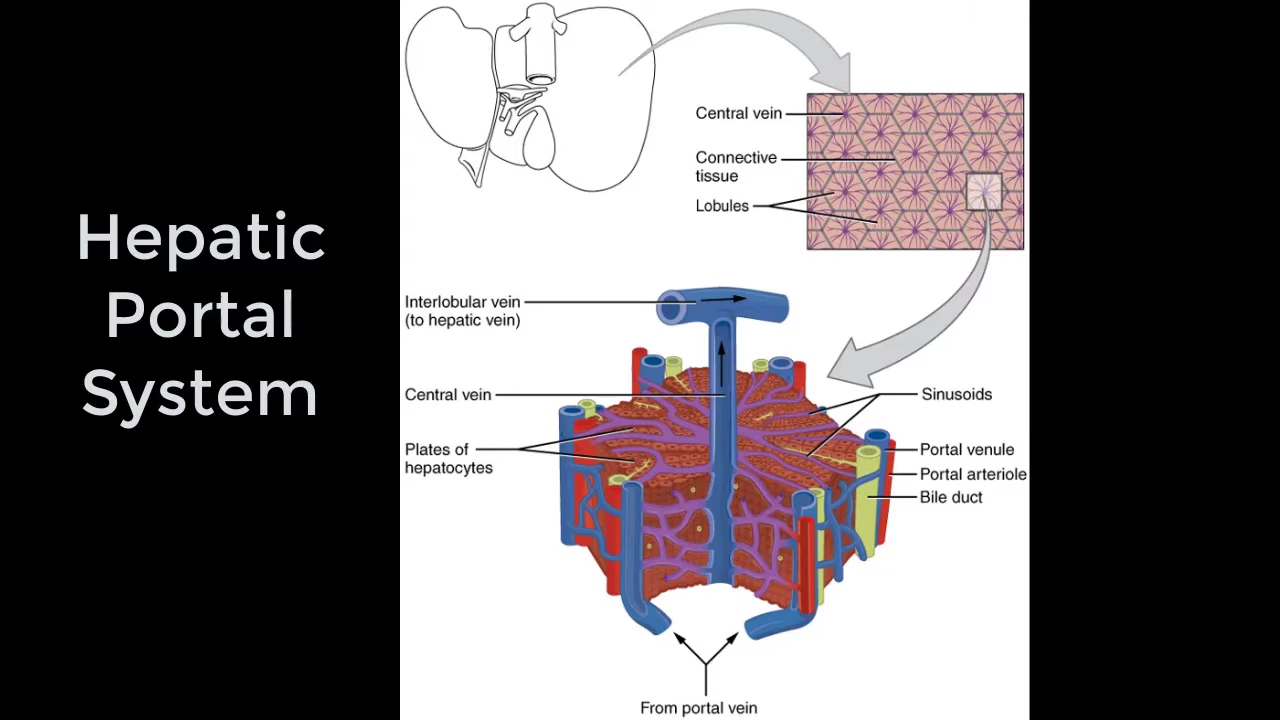 Hepatic
Portal
System
Central vein
Connective
tissue
Lobules
Interlobular vein
(to hepatic vein)
Central vein
Plates of
hepatocytes
Sinusoids
Portal venule
Portal arteriole
Bile duct
From portal vein